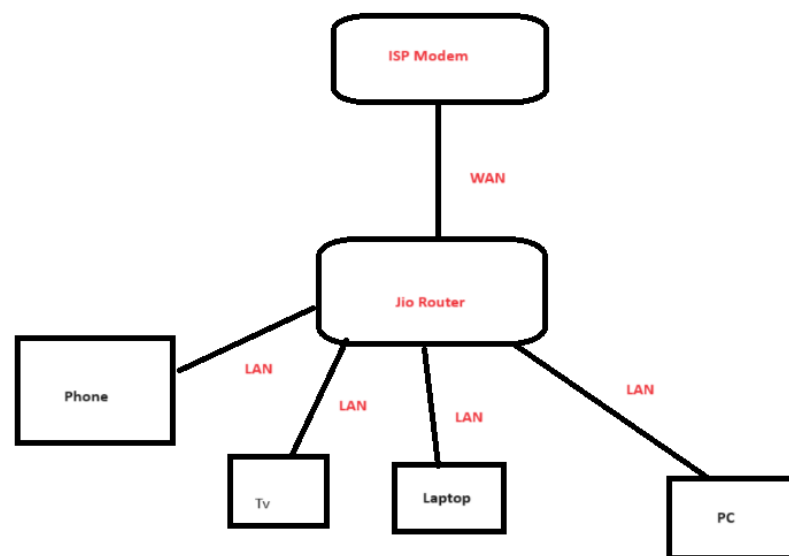 ISP Modem
WAN
Jio Router
LAN
Phone
LAN
LAN
LAN
Tv
Laptop
PC